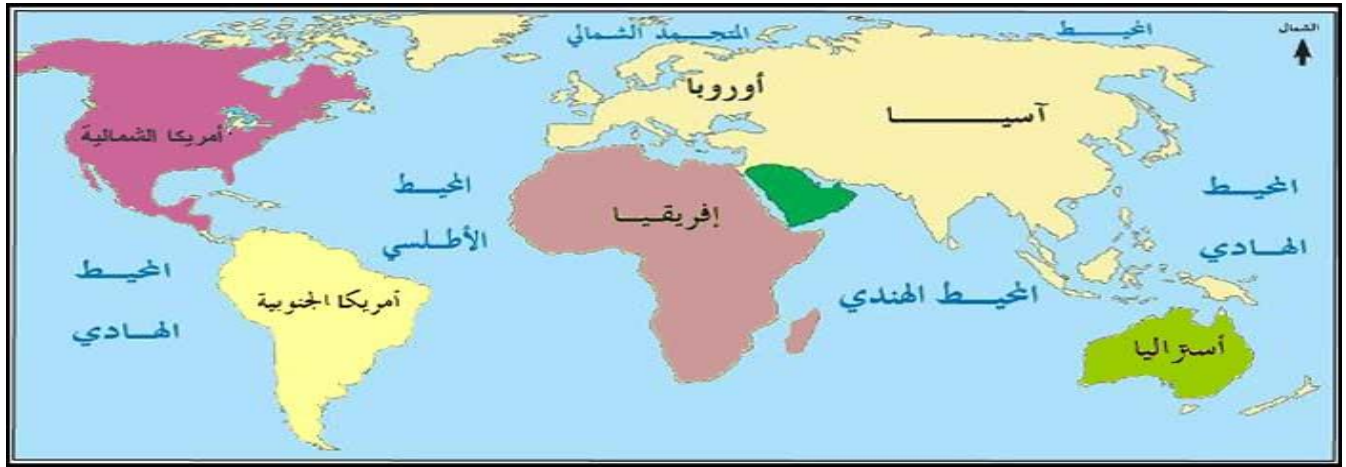 المحيط
المتجمد الشمالي
الشمال
أوروبا
آسيا
أمريكا الشمالية
المحيط
الأطلسي
إفريقيا
المحيط
الهادي
المحيط
الهادي
أمريكا الجنوبية
المحيط الهندي
أستراليا